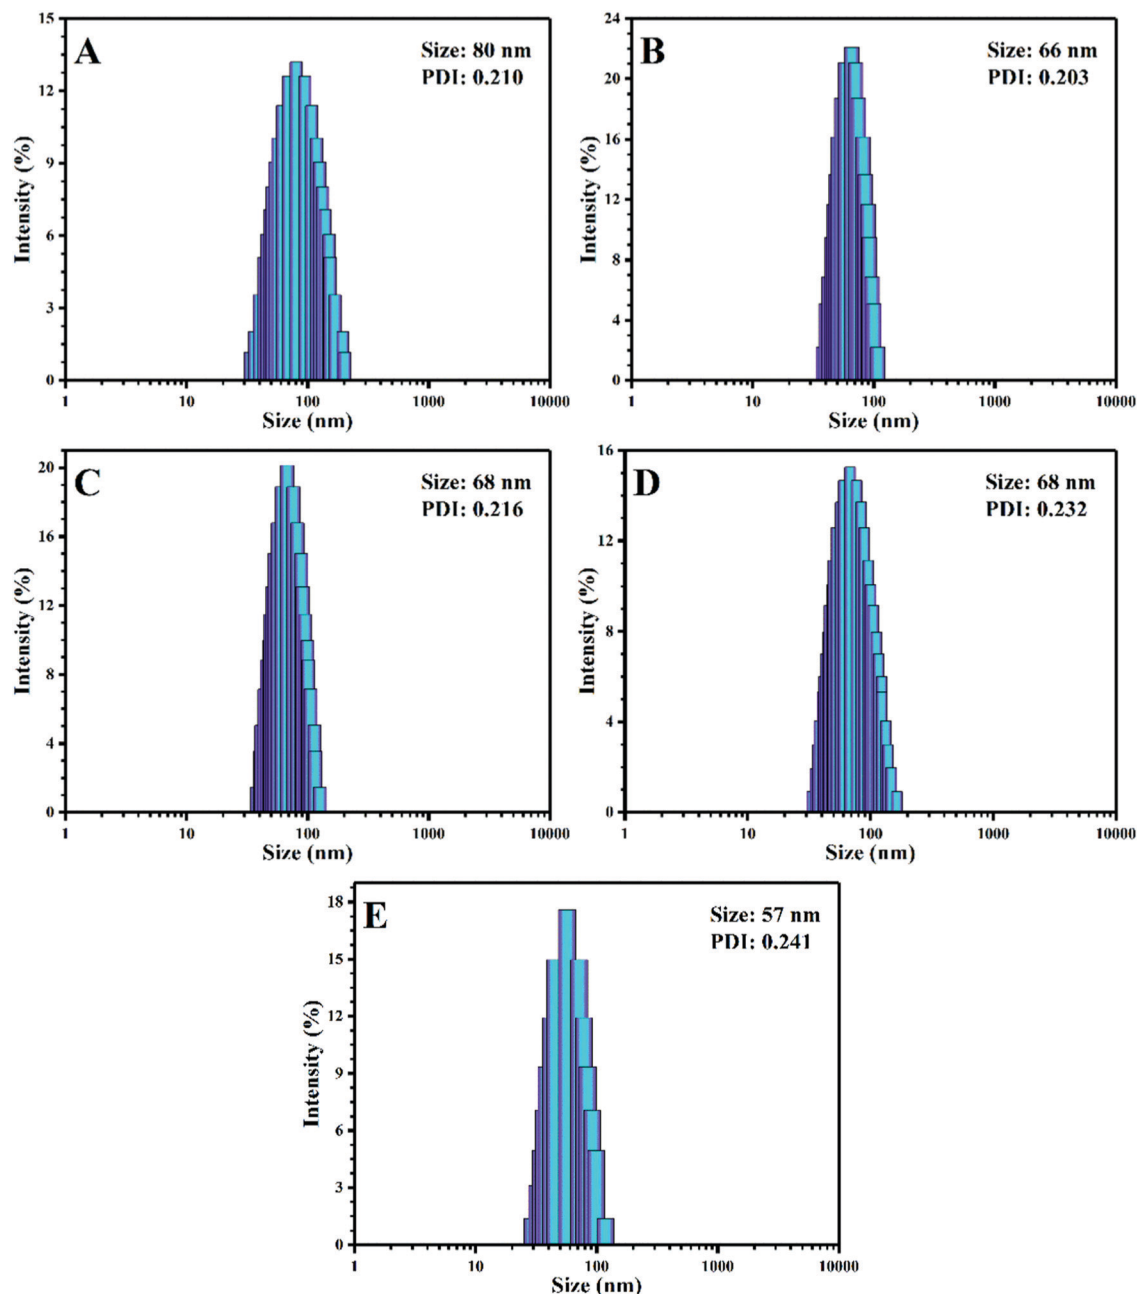 A
Size: 80 nm
PDI: 0.210
Intensity (%)
15
12
9
6
3
0
1
10
100
1000
10000
Size (nm)
B
Size: 66 nm
PDI: 0.203
Intensity (%)
24
20
16
12
8
4
0
1
10
100
1000
10000
Size (nm)
C
Size: 68 nm
PDI: 0.216
Intensity (%)
20
16
12
8
4
0
1
10
100
1000
10000
Size (nm)
D
Size: 68 nm
PDI: 0.232
Intensity (%)
16
12
8
4
0
1
10
100
1000
10000
Size (nm)
E
Size: 57 nm
PDI: 0.241
Intensity (%)
18
15
12
9
6
3
0
1
10
100
1000
10000
Size (nm)